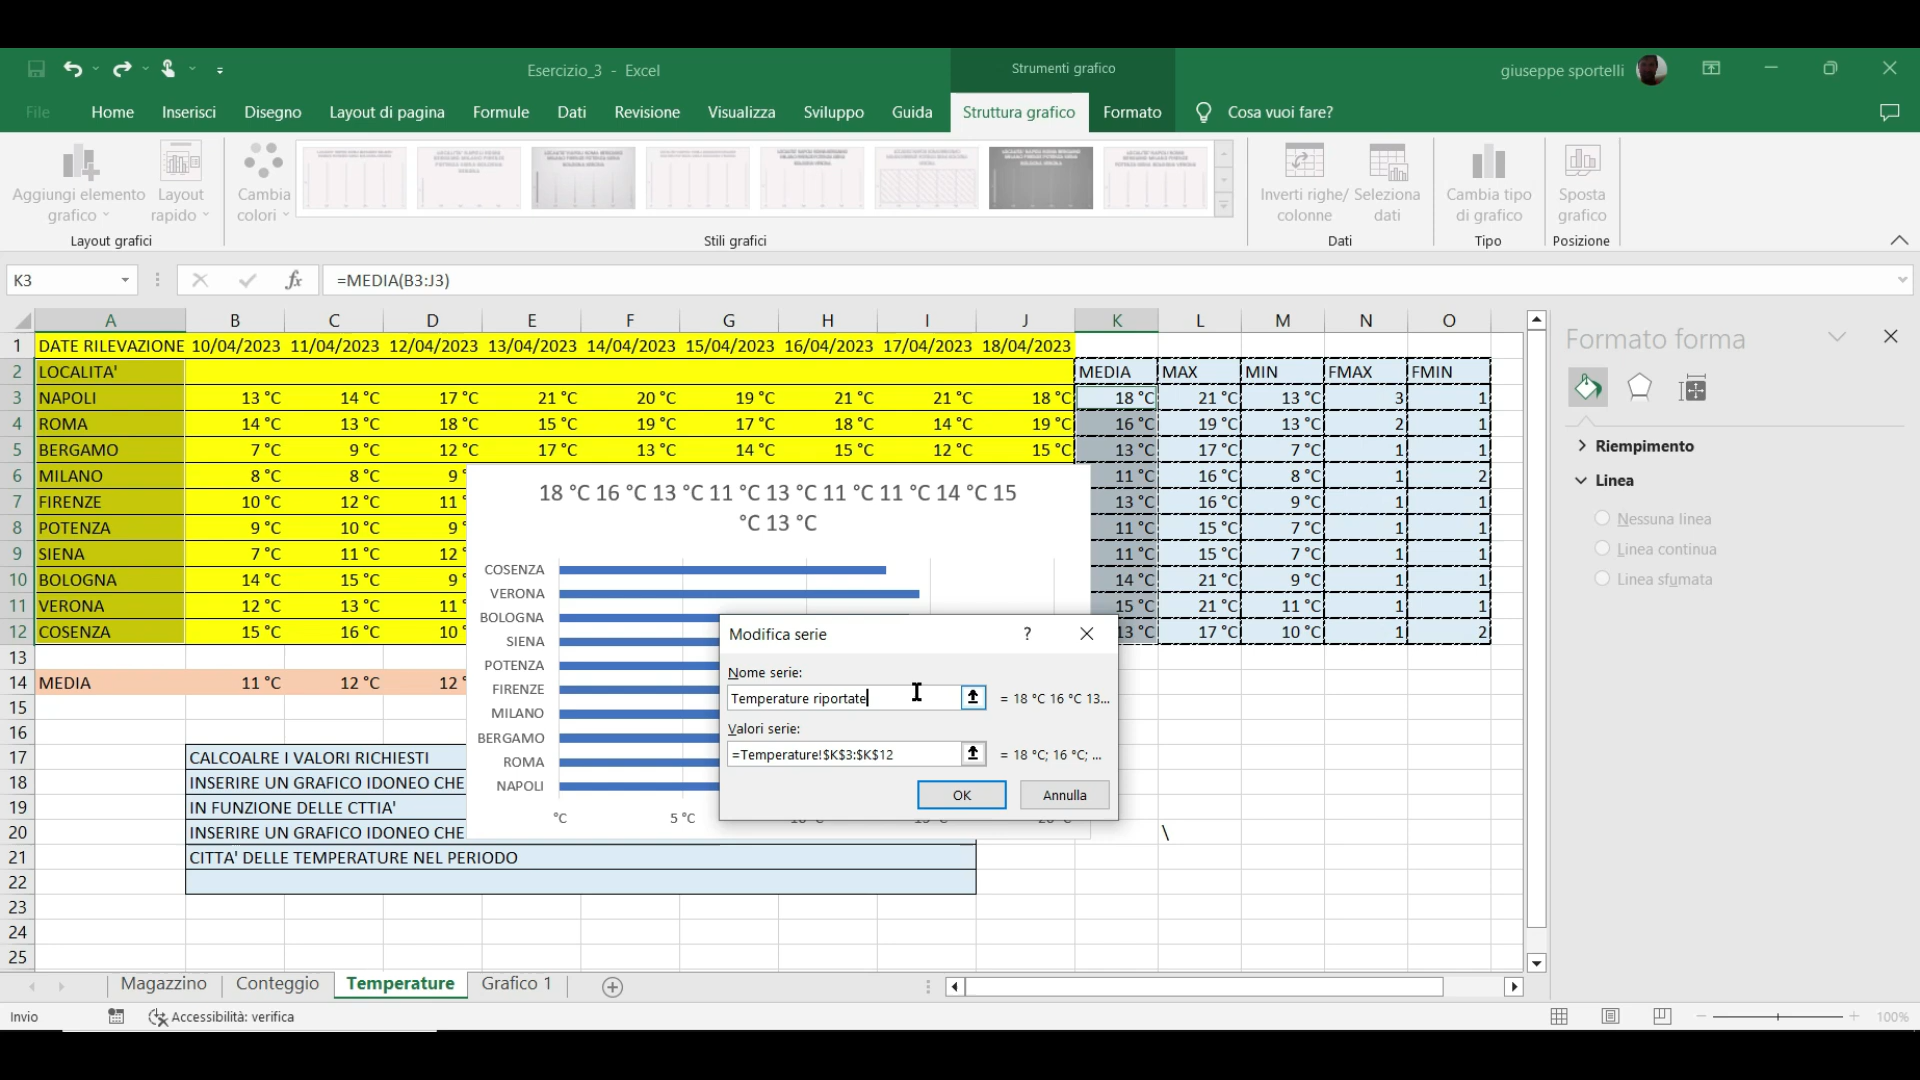 Esercizio_3 - Excel
Strumenti grafico
giuseppe sportelli
File Home Inserisci Disegno Layout di pagina Formule Dati Revisione Visualizza Sviluppo Guida Struttura grafico Formato Cosa vuoi fare?
Aggiungi elemento grafico
Layout rapido
Cambia colori
Inverti righe/ colonne
Seleziona dati
Cambia tipo di grafico
Sposta grafico
Layout grafici
Stili grafici
Dati
Tipo
Posizione
K3 fx =MEDIA(B3:J3)
A B C D E F G H I J K L M N O
1 DATE RILEVAZIONE 10/04/2023 11/04/2023 12/04/2023 13/04/2023 14/04/2023 15/04/2023 16/04/2023 17/04/2023 18/04/2023
2 LOCALITA' MEDIA MAX MIN FMAX FMIN
3 NAPOLI 13 °C 14 °C 17 °C 21 °C 20 °C 19 °C 21 °C 21 °C 18 °C 18 °C 21 °C 13 °C 3 1
4 ROMA 14 °C 13 °C 18 °C 15 °C 19 °C 17 °C 18 °C 14 °C 19 °C 16 °C 19 °C 13 °C 2 1
5 BERGAMO 7 °C 9 °C 12 °C 17 °C 13 °C 14 °C 15 °C 12 °C 15 °C 13 °C 17 °C 7 °C 1 1
6 MILANO 8 °C 8 °C 9 ° 11 °C 16 °C 8 °C 1 2
7 FIRENZE 10 °C 12 °C 11 ° 13 °C 16 °C 9 °C 1 1
8 POTENZA 9 °C 10 °C 9 ° 11 °C 15 °C 7 °C 1 1
9 SIENA 7 °C 11 °C 12 ° 11 °C 15 °C 7 °C 1 1
10 BOLOGNA 14 °C 15 °C 9 ° 14 °C 21 °C 9 °C 1 1
11 VERONA 12 °C 13 °C 11 ° 15 °C 21 °C 11 °C 1 1
12 COSENZA 15 °C 16 °C 10 ° 13 °C 17 °C 10 °C 1 2
13
14 MEDIA 11 °C 12 °C 12 °
15
16
17 CALCOALRE I VALORI RICHIESTI
18 INSERIRE UN GRAFICO IDONEO CHE
19 IN FUNZIONE DELLE CTTIA'
20 INSERIRE UN GRAFICO IDONEO CHE \
21 CITTA' DELLE TEMPERATURE NEL PERIODO
22
23
24
25
18 °C 16 °C 13 °C 11 °C 13 °C 11 °C 11 °C 14 °C 15
°C 13 °C
COSENZA
VERONA
BOLOGNA
SIENA
POTENZA
FIRENZE
MILANO
BERGAMO
ROMA
NAPOLI
°C 5 °C
Modifica serie ?
Nome serie:
Temperature riportate = 18 °C 16 °C 13...
Valori serie:
=Temperature!$K$3:$K$12 = 18 °C; 16 °C; ...
OK Annulla
Formato forma
Riempimento
Linea
Nessuna linea
Linea continua
Linea sfumata
Magazzino Conteggio Temperature Grafico 1
Invio Accessibilità: verifica 100%